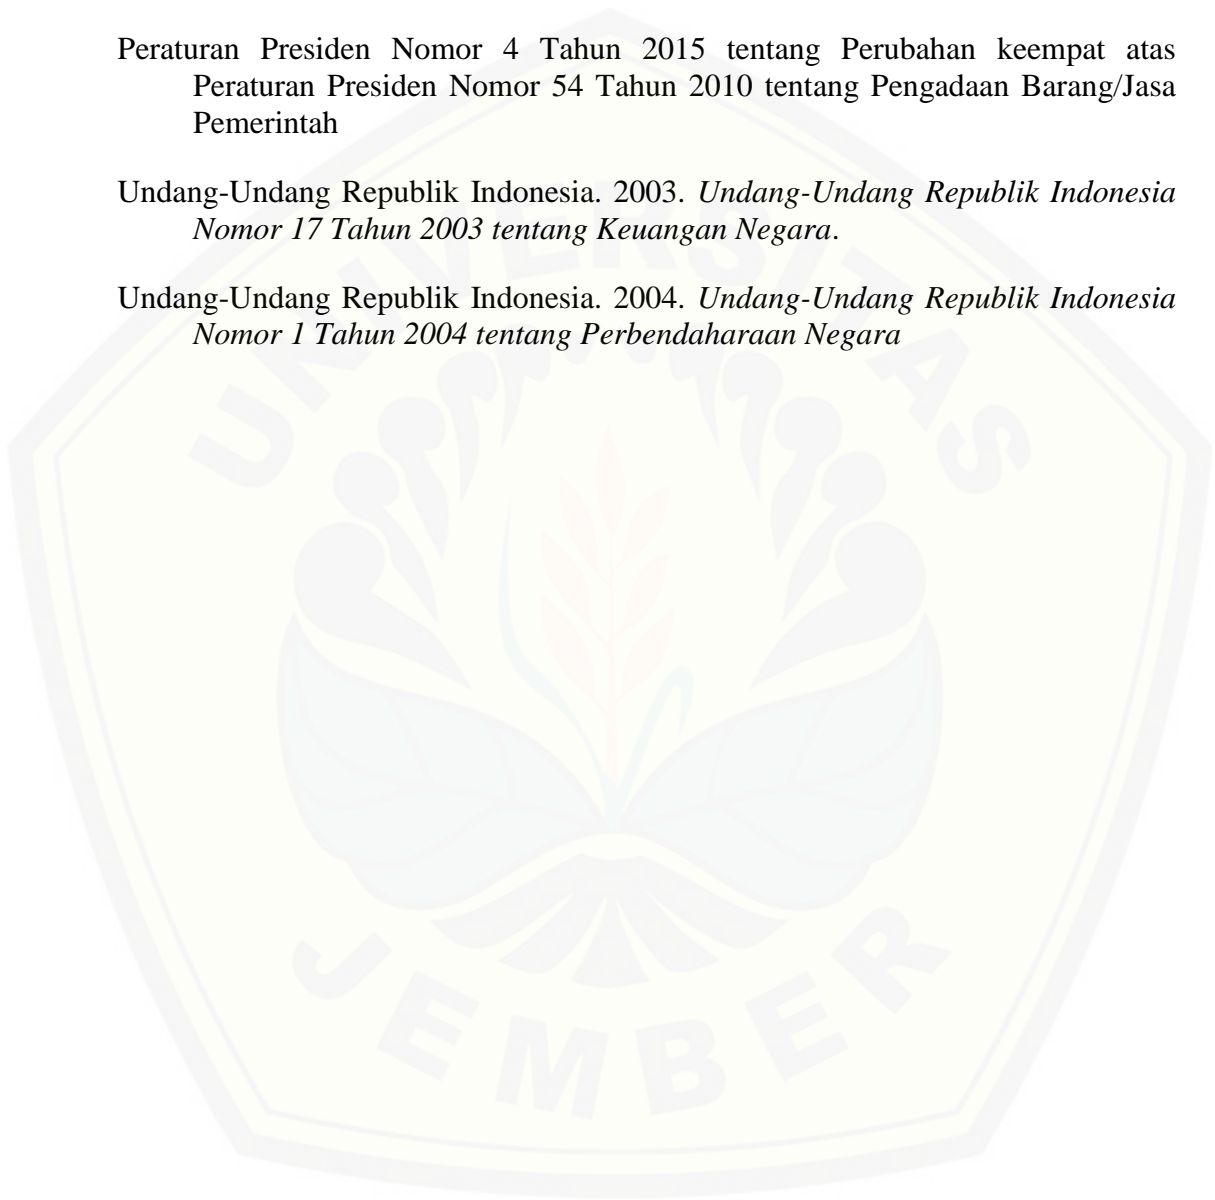 Peraturan Presiden Nomor 4 Tahun 2015 tentang Perubahan keempat atas
Peraturan Presiden Nomor 54 Tahun 2010 tentang Pengadaan Barang/Jasa
Pemerintah
Undang-Undang Republik Indonesia. 2003. Undang-Undang Republik Indonesia
Nomor 17 Tahun 2003 tentang Keuangan Negara.
Undang-Undang Republik Indonesia. 2004. Undang-Undang Republik Indonesia
Nomor 1 Tahun 2004 tentang Perbendaharaan Negara
UNIVERSITAS
JEMBER